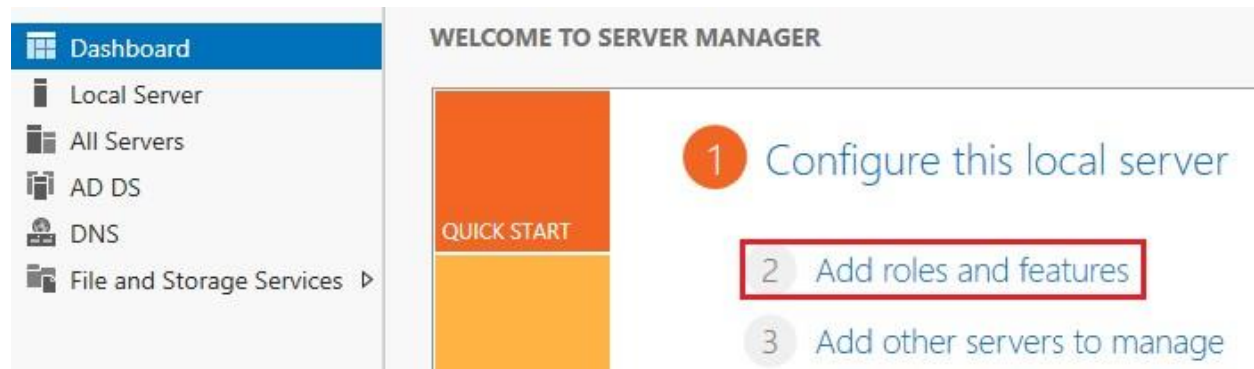 Dashboard
Local Server
All Servers
AD DS
DNS
File and Storage Services
WELCOME TO SERVER MANAGER
QUICK START
1 Configure this local server
2 Add roles and features
3 Add other servers to manage